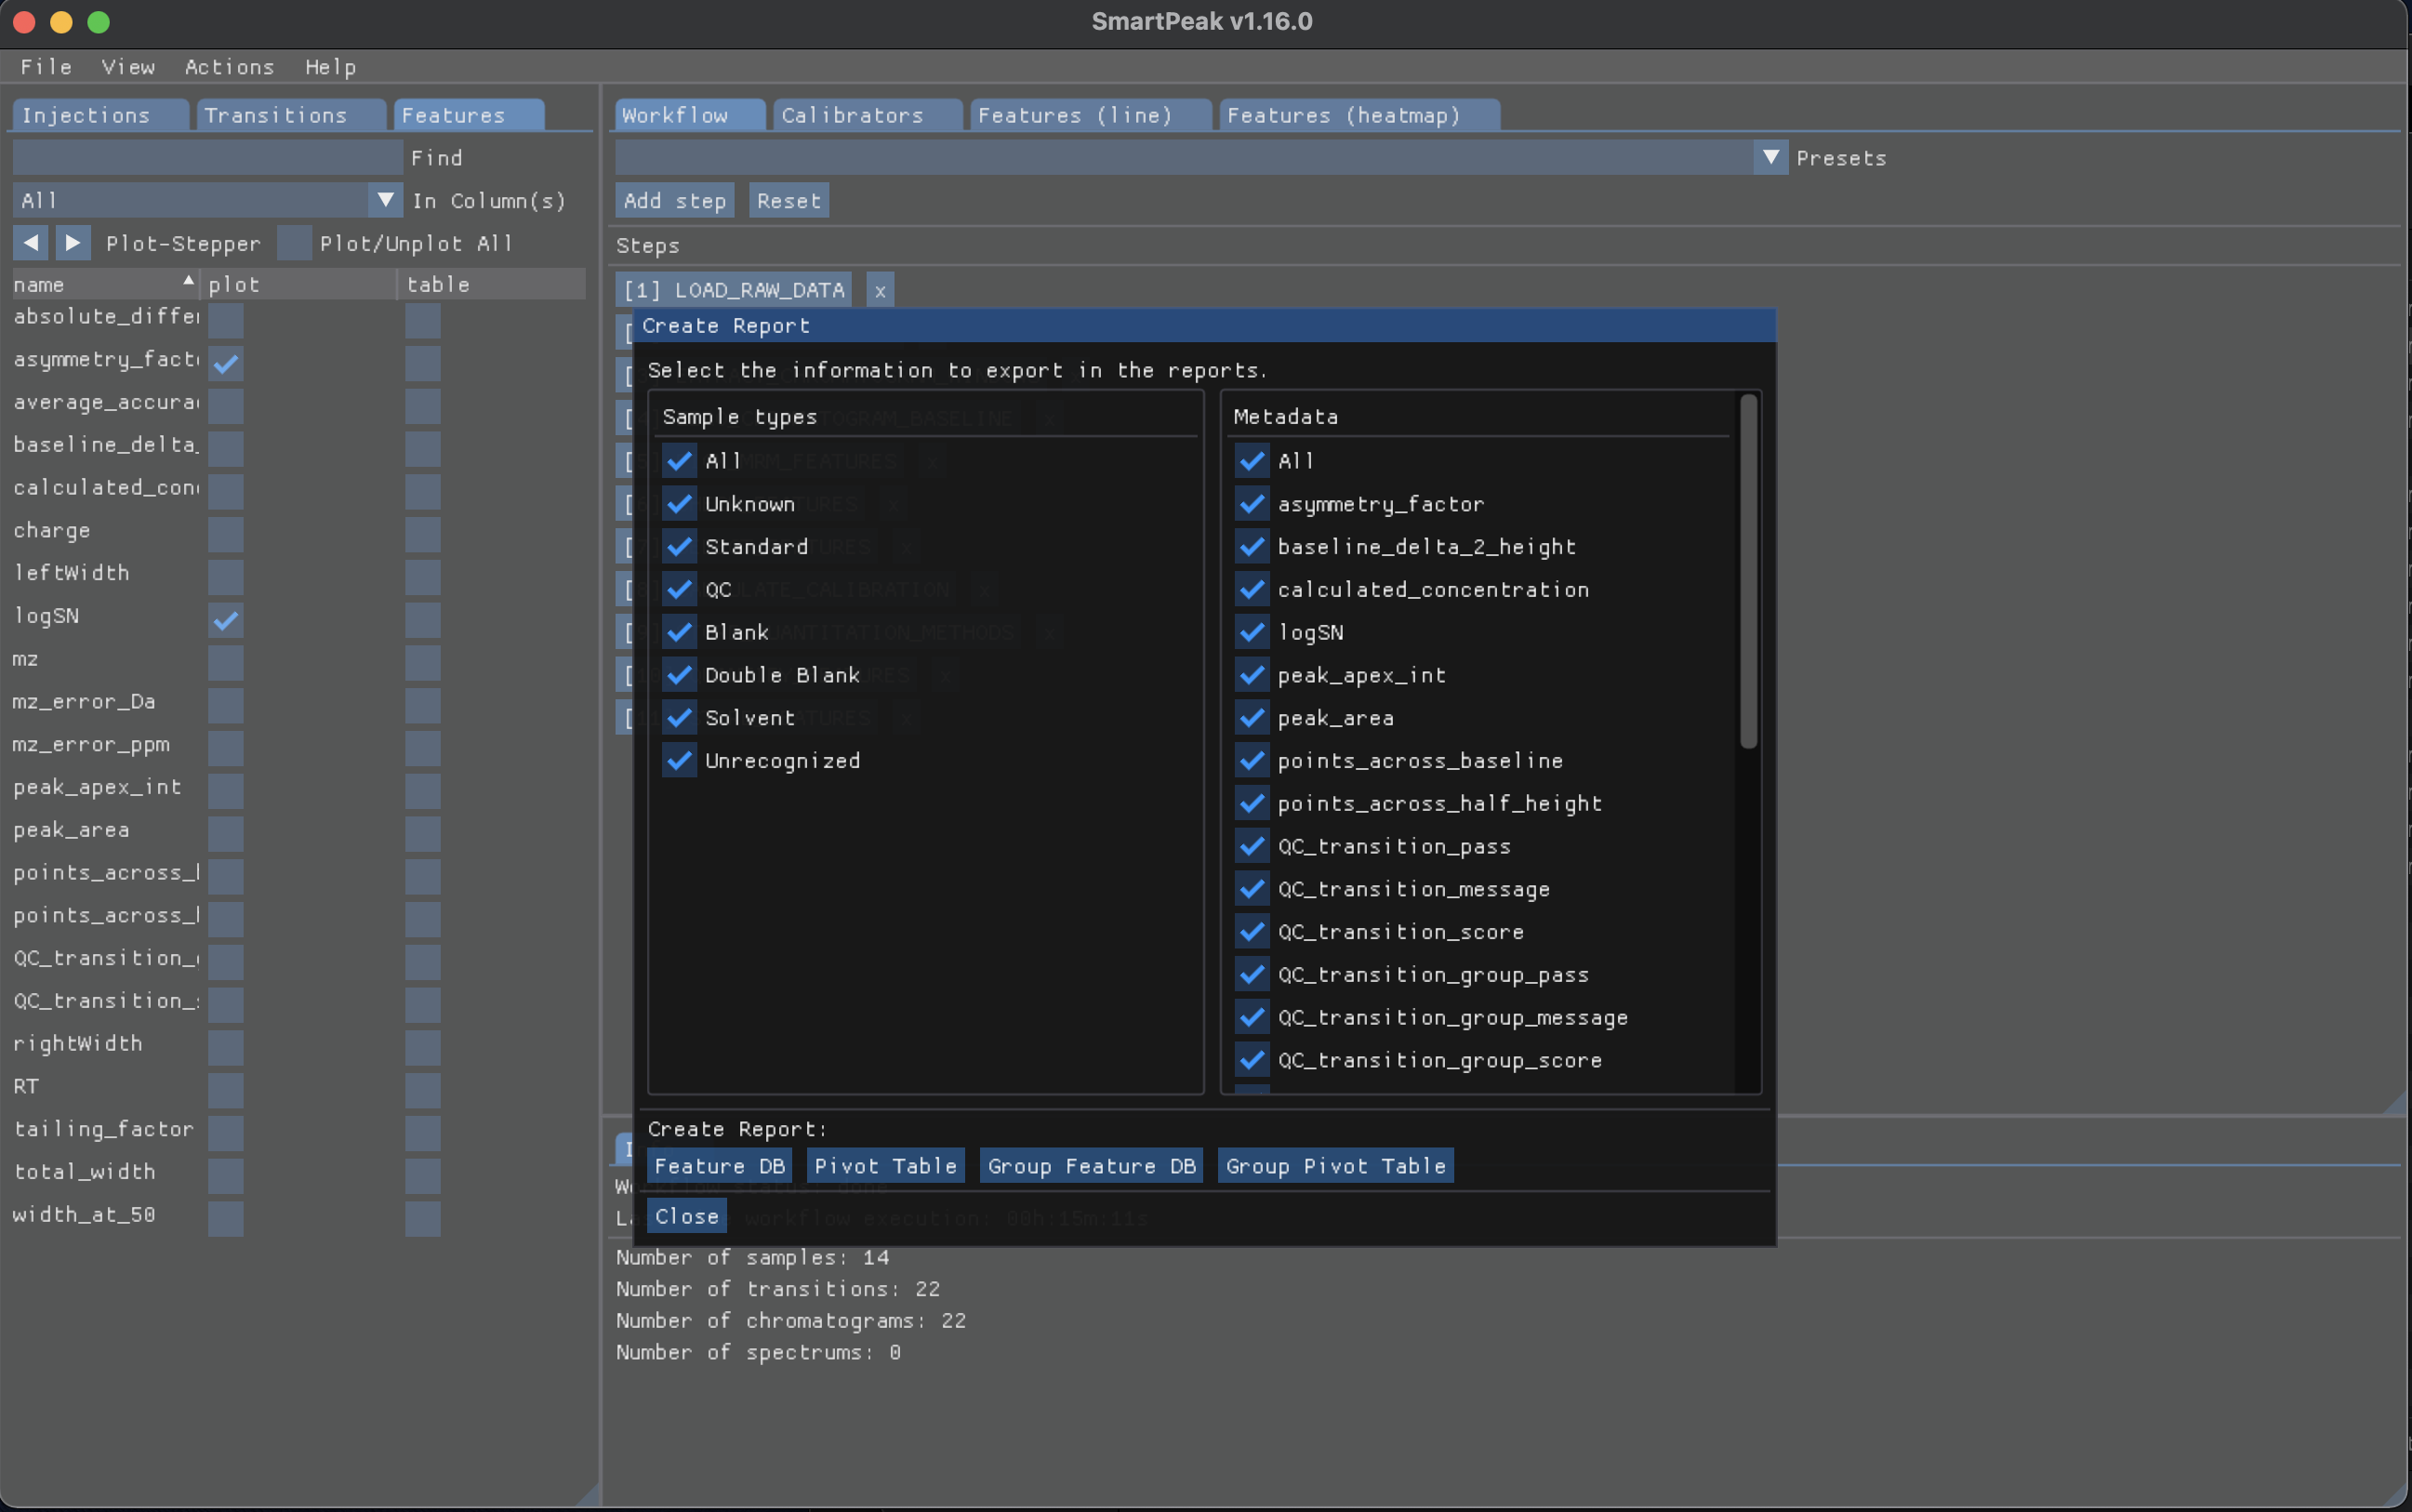 SmartPeak v1.16.0
File View Actions Help
Injections Transitions Features
Find
All In Column(s)
Plot-Stepper Plot/Unplot All
name plot table
absolute_differ
asymmetry_fact
average_accura
baseline_delta_
calculated_con
charge
leftWidth
logSN
mz
mz_error_Da
mz_error_ppm
peak_apex_int
peak_area
points_across_
points_across_
QC_transition_
QC_transition_
rightWidth
RT
tailing_factor
total_width
width_at_50
Workflow Calibrators Features (line) Features (heatmap)
Presets
Add step Reset
Steps
[1] LOAD_RAW_DATA x
Create Report
Select the information to export in the reports.
Sample types
All
Unknown
Standard
QC
Blank
Double Blank
Solvent
Unrecognized
Metadata
All
asymmetry_factor
baseline_delta_2_height
calculated_concentration
logSN
peak_apex_int
peak_area
points_across_baseline
points_across_half_height
QC_transition_pass
QC_transition_message
QC_transition_score
QC_transition_group_pass
QC_transition_group_message
QC_transition_group_score
Create Report:
Feature DB Pivot Table Group Feature DB Group Pivot Table
Close
Number of samples: 14
Number of transitions: 22
Number of chromatograms: 22
Number of spectrums: 0